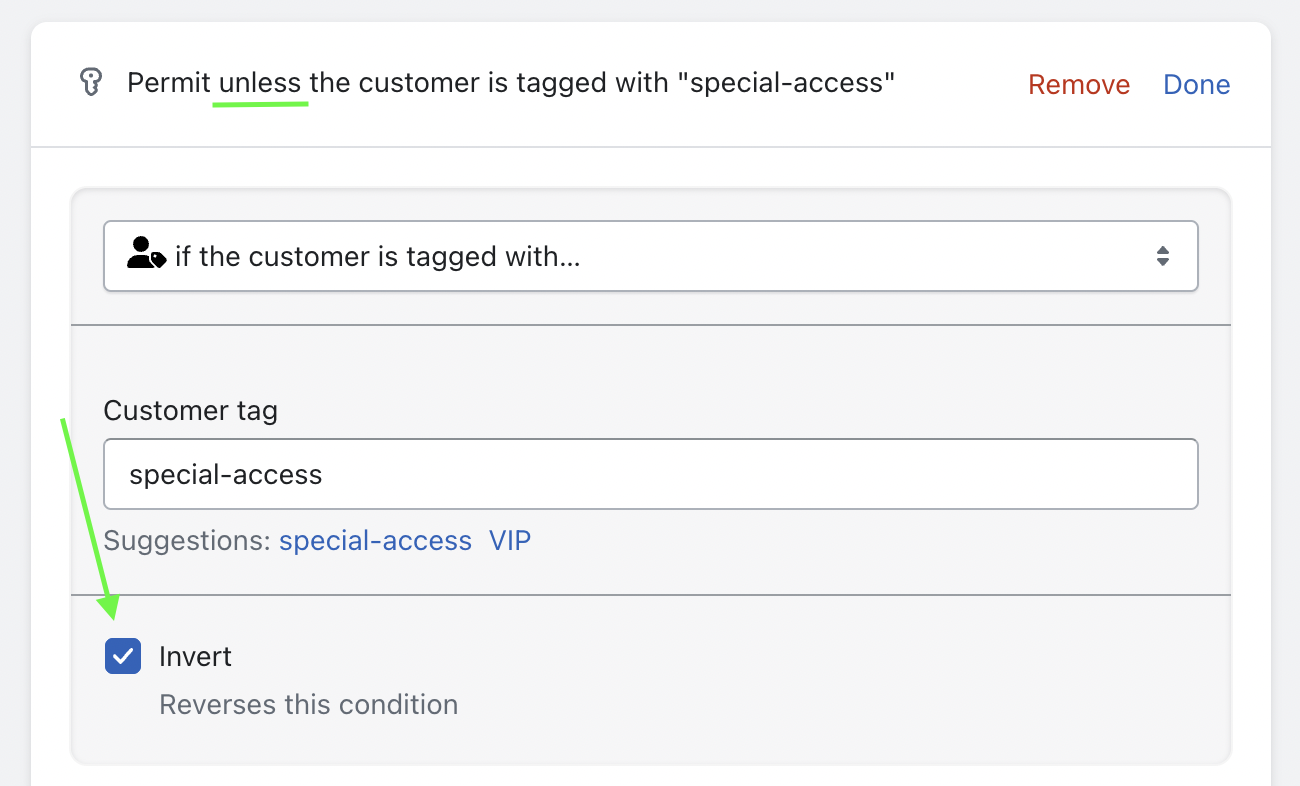 Permit unless the customer is tagged with "special-access"
Remove
Done
if the customer is tagged with...
Customer tag
special-access
Suggestions: special-access VIP
Invert
Reverses this condition